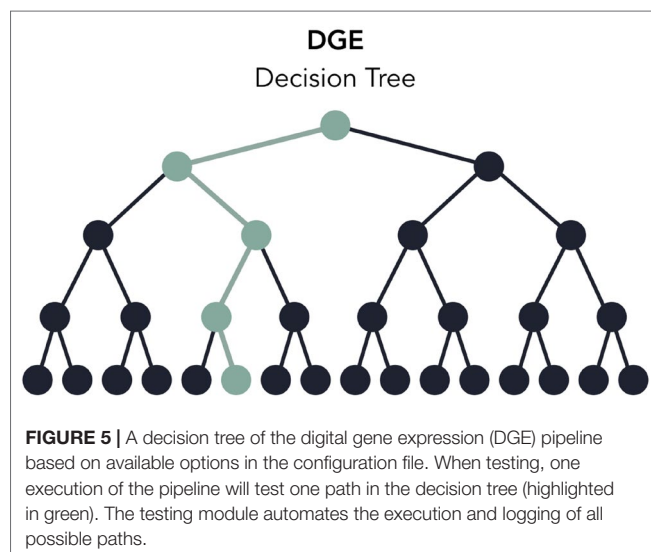 DGE
Decision Tree
FIGURE 5 | A decision tree of the digital gene expression (DGE) pipeline
based on available options in the configuration file. When testing, one
execution of the pipeline will test one path in the decision tree (highlighted
in green). The testing module automates the execution and logging of all
possible paths.